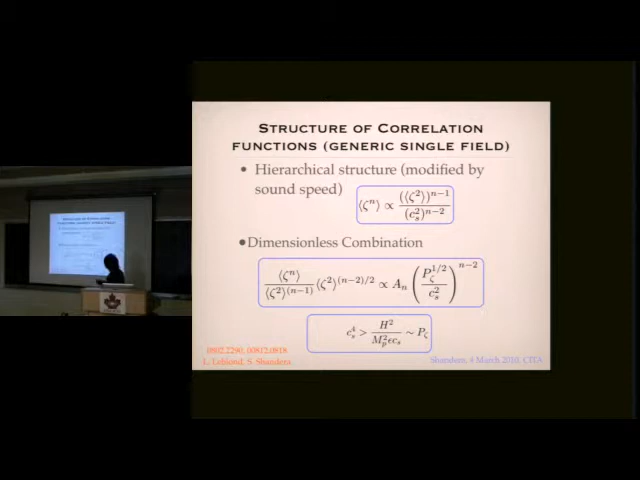 STRUCTURE OF CORRELATION
FUNCTIONS (GENERIC SINGLE FIELD)
• Hierarchical structure (modified by
sound speed)
⟨ζⁿ⟩ ∝ (⟨ζ²⟩)ⁿ⁻¹ / (c_s²)ⁿ⁻²
•Dimensionless Combination
⟨ζⁿ⟩ / ⟨ζ²⟩⁽ⁿ⁻¹⁾ ⟨ζ²⟩⁽ⁿ⁻²⁾/² ∝ Aₙ (P_ζ^{1/2} / c_s²)ⁿ⁻²
c_s⁴ > H² / M_p² ϵc_s ~ P_ζ
0802.2290, 00812.0818
L. Leblond, S. Shandera
Shandera, 4 March 2010, CITA